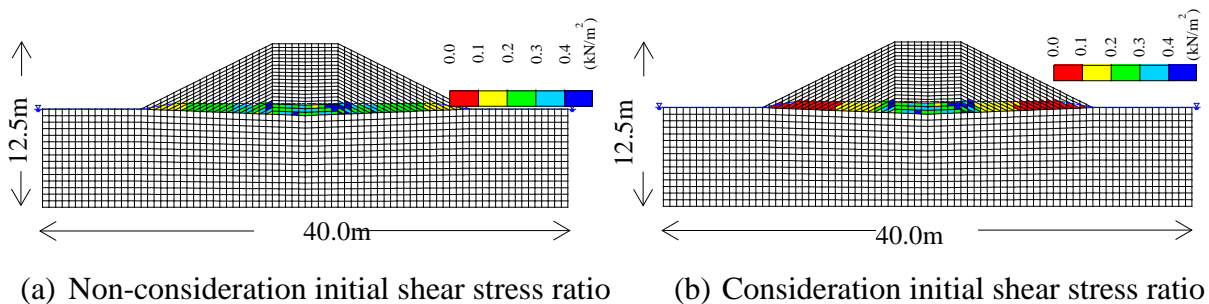 0.0
0.1
0.2
0.3
0.4
(kN/m²)
12.5m
40.0m
(a) Non-consideration initial shear stress ratio
0.0
0.1
0.2
0.3
0.4
(kN/m²)
12.5m
40.0m
(b) Consideration initial shear stress ratio